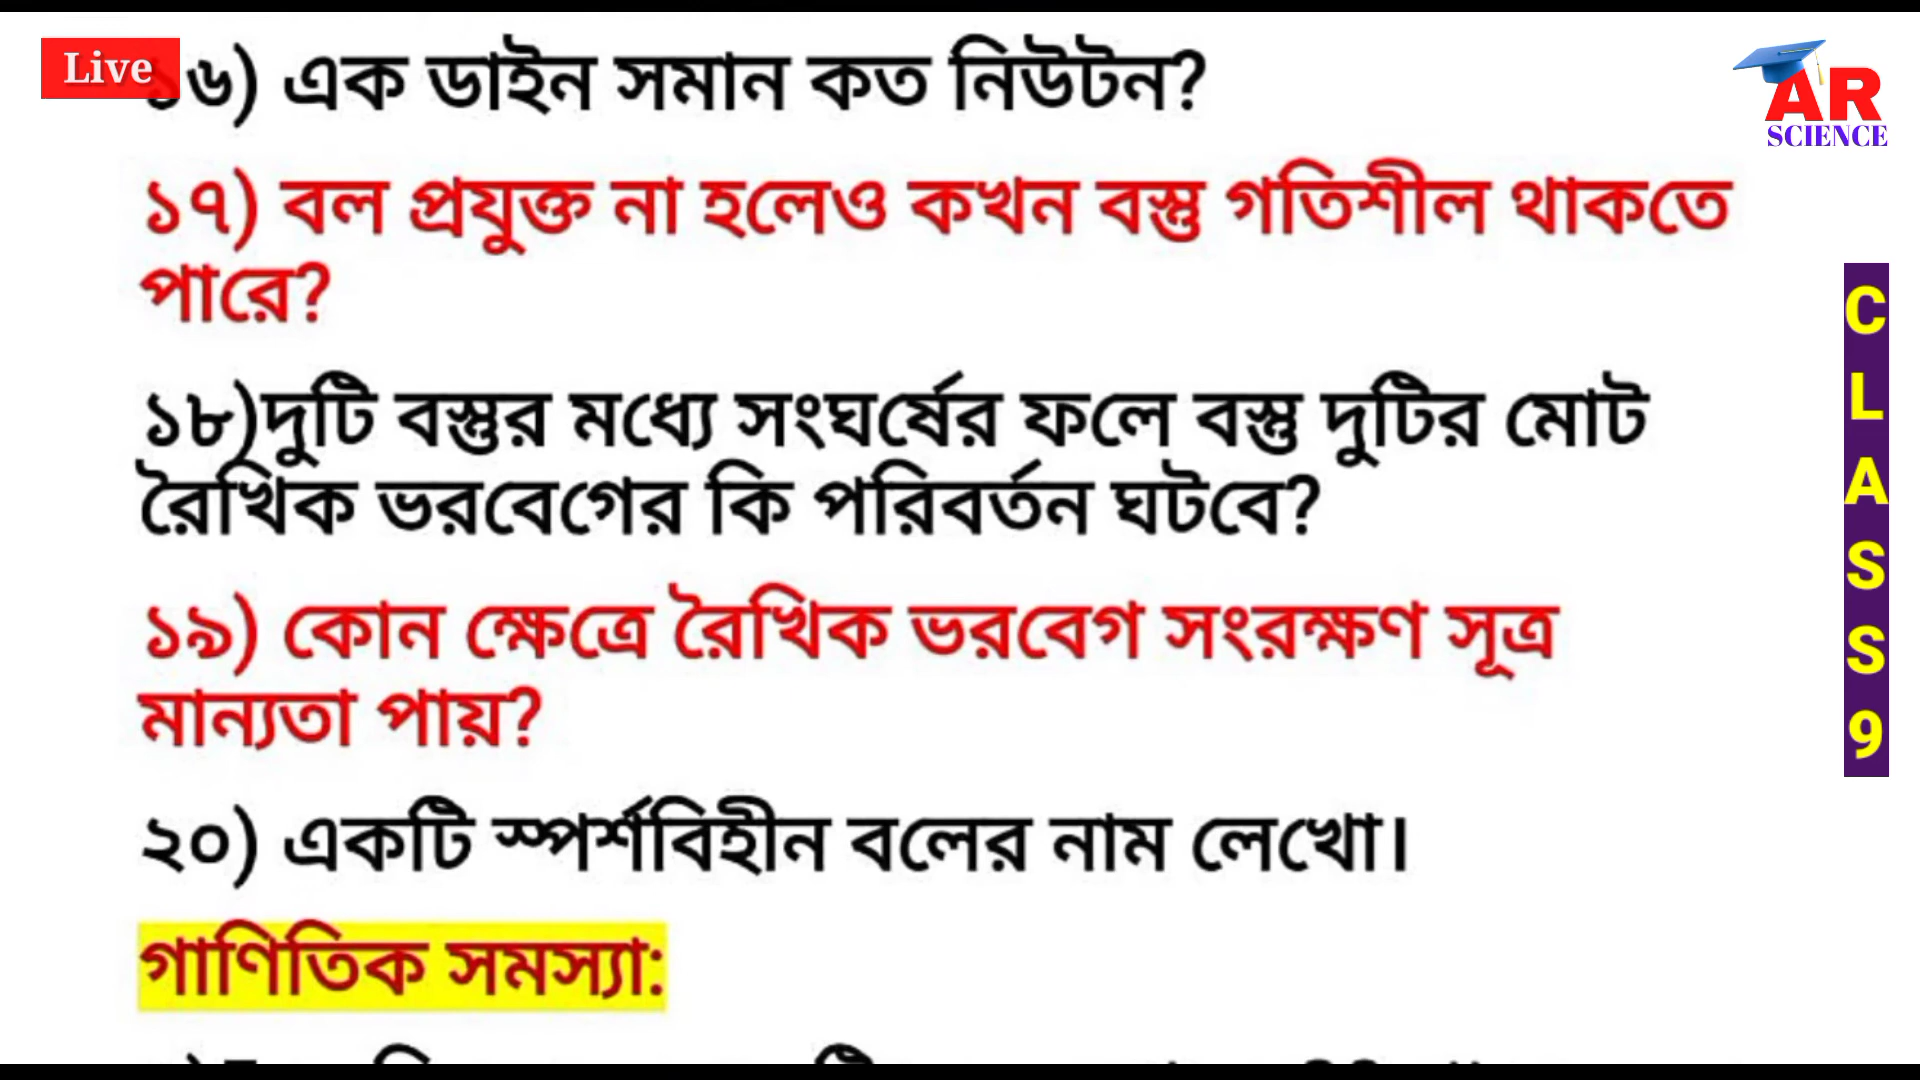 Live
১৬) এক ডাইন সমান কত নিউটন?
AR
SCIENCE
১৭) বল প্রযুক্ত না হলেও কখন বস্তু গতিশীল থাকতে
পারে?
১৮)দুটি বস্তুর মধ্যে সংঘর্ষের ফলে বস্তু দুটির মোট
রৈখিক ভরবেগের কি পরিবর্তন ঘটবে?
১৯) কোন ক্ষেত্রে রৈখিক ভরবেগ সংরক্ষণ সূত্র
মান্যতা পায়?
২০) একটি স্পর্শবিহীন বলের নাম লেখো।
গাণিতিক সমস্যা:
CLASS9